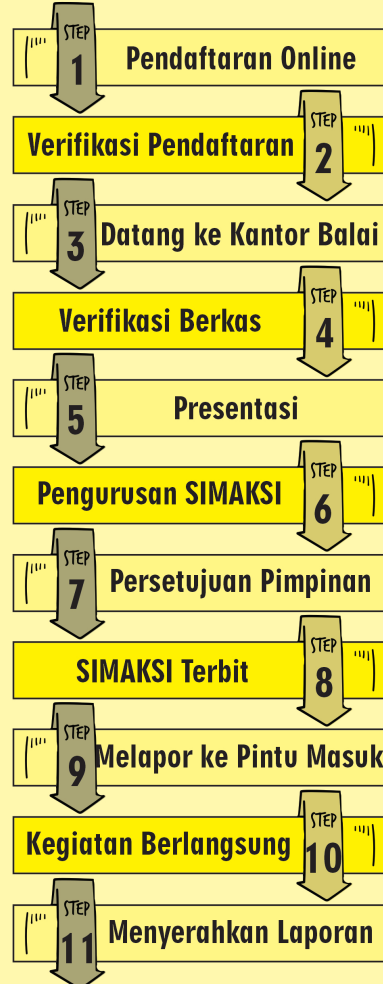 STEP
1
Pendaftaran Online
Verifikasi Pendaftaran
STEP
2
STEP
3
Datang ke Kantor Balai
Verifikasi Berkas
STEP
4
STEP
5
Presentasi
Pengurusan SIMAKSI
STEP
6
STEP
7
Persetujuan Pimpinan
SIMAKSI Terbit
STEP
8
STEP
9
Melapor ke Pintu Masuk
Kegiatan Berlangsung
STEP
10
STEP
11
Menyerahkan Laporan